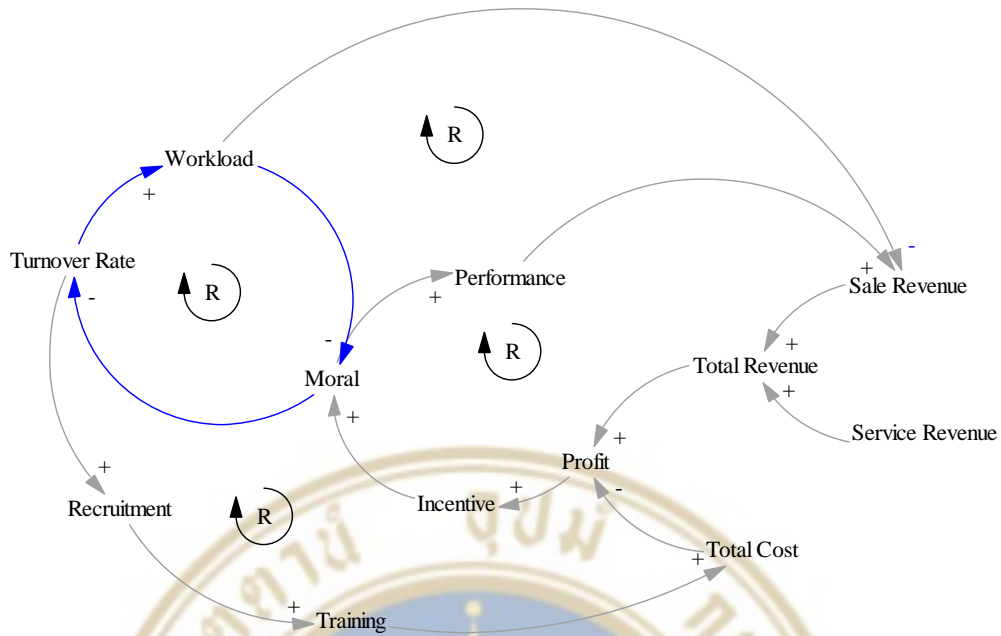 R
Workload
+
-
Turnover Rate
-
R
Performance
+
+
Sale Revenue
-
R
+
Total Revenue
+
Moral
+
Service Revenue
+
Profit
+
-
+
Incentive
Recruitment
R
+
Total Cost
+
Training